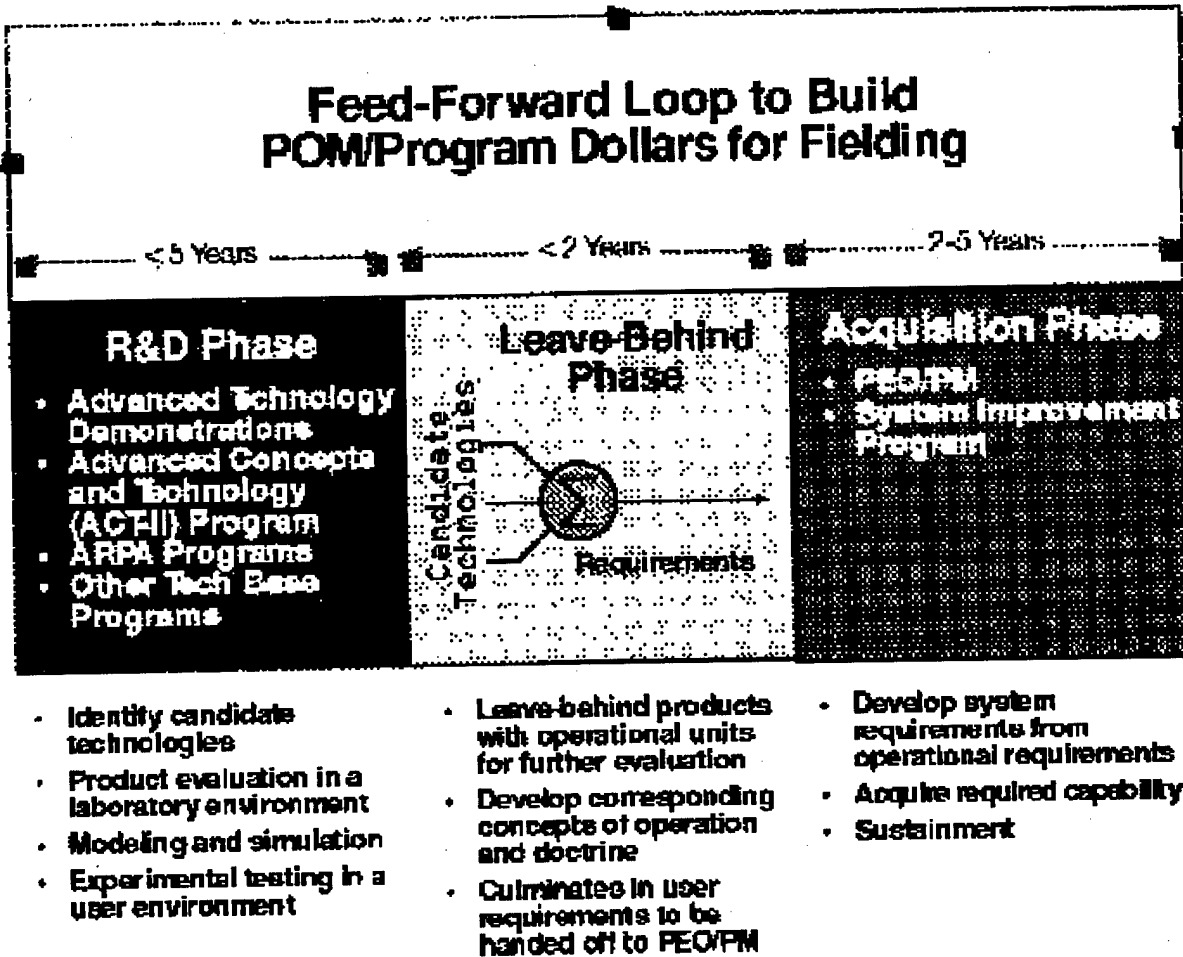 Feed-Forward Loop to Build
POM/Program Dollars for Fielding
< 5 Years
< 2 Years
2-5 Years
R&D Phase
• Advanced Technology
Demonstrations
• Advanced Concepts
and Technology
(ACT-II) Program
• ARPA Programs
• Other Tech Base
Programs
Leave-Behind
Phase
Candidate
Technologies
Σ
Requirements
Acquisition Phase
• PEO/PM
• System Improvement
Program
• Identify candidate
technologies
• Product evaluation in a
laboratory environment
• Modeling and simulation
• Experimental testing in a
user environment
• Leave-behind products
with operational units
for further evaluation
• Develop corresponding
concepts of operation
and doctrine
• Culminates in user
requirements to be
handed off to PEO/PM
• Develop system
requirements from
operational requirements
• Acquire required capability
• Sustainment